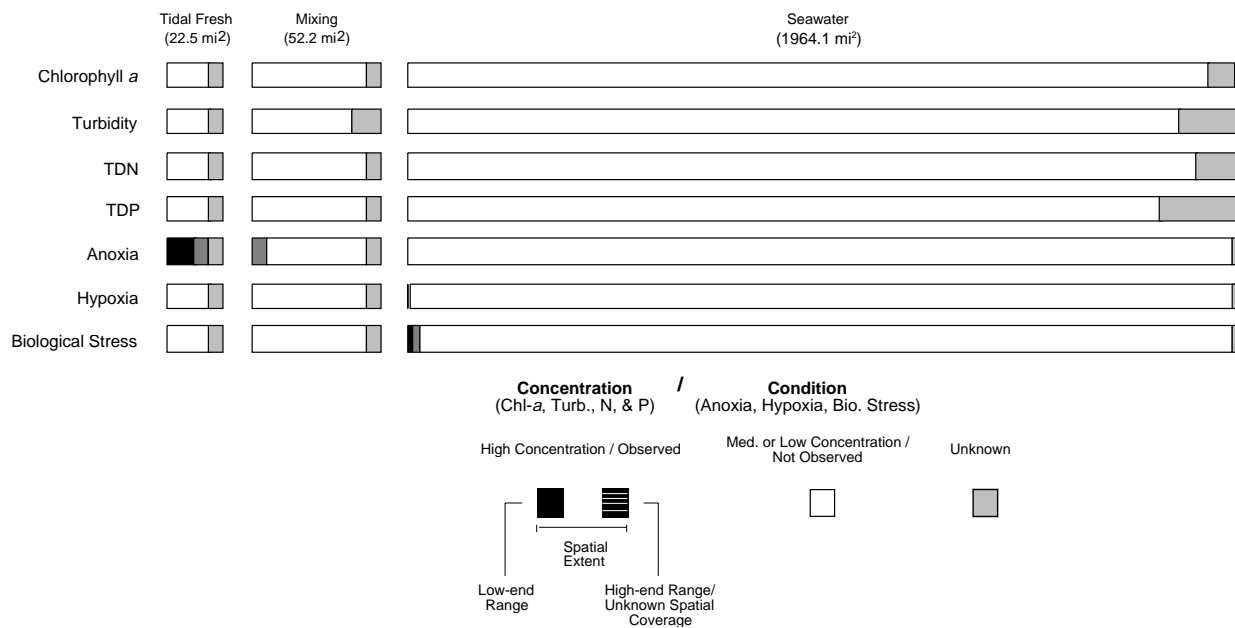 Tidal Fresh
(22.5 mi2)
Mixing
(52.2 mi2)
Seawater
(1964.1 mi²)
Chlorophyll a
Turbidity
TDN
TDP
Anoxia
Hypoxia
Biological Stress
Concentration / Condition
(Chl-a, Turb., N, & P) (Anoxia, Hypoxia, Bio. Stress)
High Concentration / Observed
Med. or Low Concentration /
Not Observed
Unknown
Spatial
Extent
Low-end
Range
High-end Range/
Unknown Spatial
Coverage